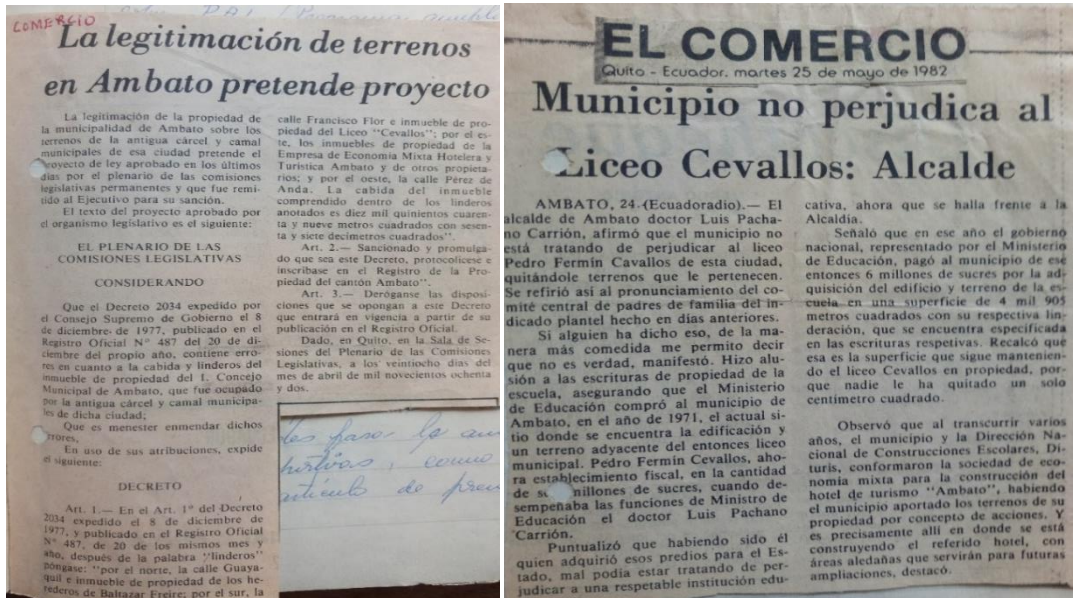 COMERCIO
La legitimación de terrenos
en Ambato pretende proyecto
La legitimación de la propiedad de
la municipalidad de Ambato sobre los
terrenos de la antigua cárcel y camal
municipales de esa ciudad pretende el
proyecto de ley aprobado en los últimos
días por el plenario de las comisiones
legislativas permanentes y que fue remi-
tido al Ejecutivo para su sanción.
El texto del proyecto aprobado por
el organismo legislativo es el siguiente:
EL PLENARIO DE LAS
COMISIONES LEGISLATIVAS
CONSIDERANDO
Que el Decreto 2034 expedido por
el Consejo Supremo de Gobierno el 8
de diciembre de 1977, publicado en el
Registro Oficial Nº 487 del 20 de di-
ciembre del propio año, contiene erro-
res en cuanto a la cabida y linderos del
inmueble de propiedad del I. Concejo
Municipal de Ambato, que fue ocupado
por la antigua cárcel y camal municipa-
les de dicha ciudad;
Que es menester enmendar dichos
errores,
En uso de sus atribuciones, expide
el siguiente:
DECRETO
Art. 1.— En el Art. 1º del Decreto
2034 expedido el 8 de diciembre de
1977, y publicado en el Registro Oficial
Nº 487, de 20 de los mismos mes y
año, después de la palabra "linderos"
póngase: "por el norte, la calle Guaya-
quil e inmueble de propiedad de los he-
rederos de Baltazar Freire; por el sur, la
calle Francisco Flor e inmueble de pro-
piedad del Liceo "Cevallos"; por el es-
te, los inmuebles de propiedad de la
Empresa de Economía Mixta Hotelera y
Turística Ambato y de otros propieta-
rios; y por el oeste, la calle Pérez de
Anda. La cabida del inmueble
comprendido dentro de los linderos
anotados es diez mil quinientos cuaren-
ta y nueve metros cuadrados con sesen-
ta y siete decímetros cuadrados".
Art. 2.— Sancionado y promulga-
do que sea este Decreto, protocolícese e
inscríbase en el Registro de la Pro-
piedad del cantón Ambato".
Art. 3.— Deróganse las disposi-
ciones que se opongan a este Decreto
que entrará en vigencia a partir de su
publicación en el Registro Oficial.
Dado, en Quito, en la Sala de Se-
siones del Plenario de las Comisiones
Legislativas, a los veintiocho días del
mes de abril de mil novecientos ochenta
y dos.
EL COMERCIO
Quito - Ecuador, martes 25 de mayo de 1982
Municipio no perjudica al
Liceo Cevallos: Alcalde
AMBATO, 24.-(Ecuadoradio).— El
alcalde de Ambato doctor Luis Pacha-
no Carrión, afirmó que el municipio no
está tratando de perjudicar al liceo
Pedro Fermín Cavallos de esta ciudad,
quitándole terrenos que le pertenecen.
Se refirió así al pronunciamiento del co-
mité central de padres de familia del in-
dicado plantel hecho en días anteriores.
Si alguien ha dicho eso, de la ma-
nera más comedida me permito decir
que no es verdad, manifestó. Hizo alu-
sión a las escrituras de propiedad de la
escuela, asegurando que el Ministerio
de Educación compró al municipio de
Ambato, en el año de 1971, el actual si-
tio donde se encuentra la edificación y
un terreno adyacente del entonces liceo
municipal. Pedro Fermín Cevallos, aho-
ra establecimiento fiscal, en la cantidad
de millones de sucres, cuando de-
sempeñaba las funciones de Ministro de
Educación el doctor Luis Pachano
Carrión.
Puntualizó que habiendo sido él
quien adquirió esos predios para el Es-
tado, mal podía estar tratando de per-
judicar a una respetable institución edu-
cativa, ahora que se halla frente a la
Alcaldía.
Señaló que en ese año el gobierno
nacional, representado por el Ministerio
de Educación, pagó al municipio de ese
entonces 6 millones de sucres por la ad-
quisición del edificio y terreno de la es-
cuela en una superficie de 4 mil 905
metros cuadrados con su respectiva lin-
deración, que se encuentra especificada
en las escrituras respetivas. Recalcó que
esa es la superficie que sigue mantenien-
do el liceo Cevallos en propiedad, por-
que nadie le ha quitado un solo
centímetro cuadrado.
Observó que al transcurrir varios
años, el municipio y la Dirección Na-
cional de Construcciones Escolares, Di-
turis, conformaron la sociedad de eco-
nomía mixta para la construcción del
hotel de turismo "Ambato", habiendo
el municipio aportado los terrenos de su
propiedad por concepto de acciones. Y
es precisamente allí en donde se está
construyendo el referido hotel, con
áreas aledañas que servirán para futuras
ampliaciones, destacó.